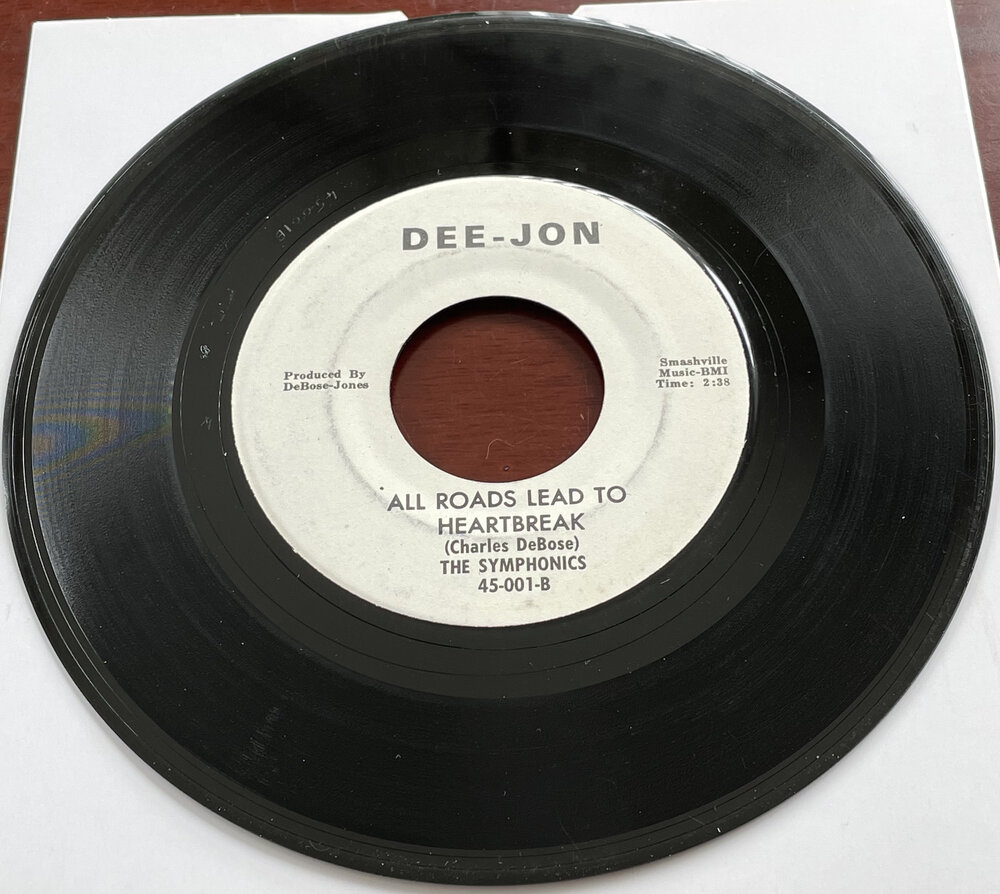 DEE-JON
Produced By
DeBose-Jones
Smashville
Music-BMI
Time: 2:38
ALL ROADS LEAD TO
HEARTBREAK
(Charles DeBose)
THE SYMPHONICS
45-001-B